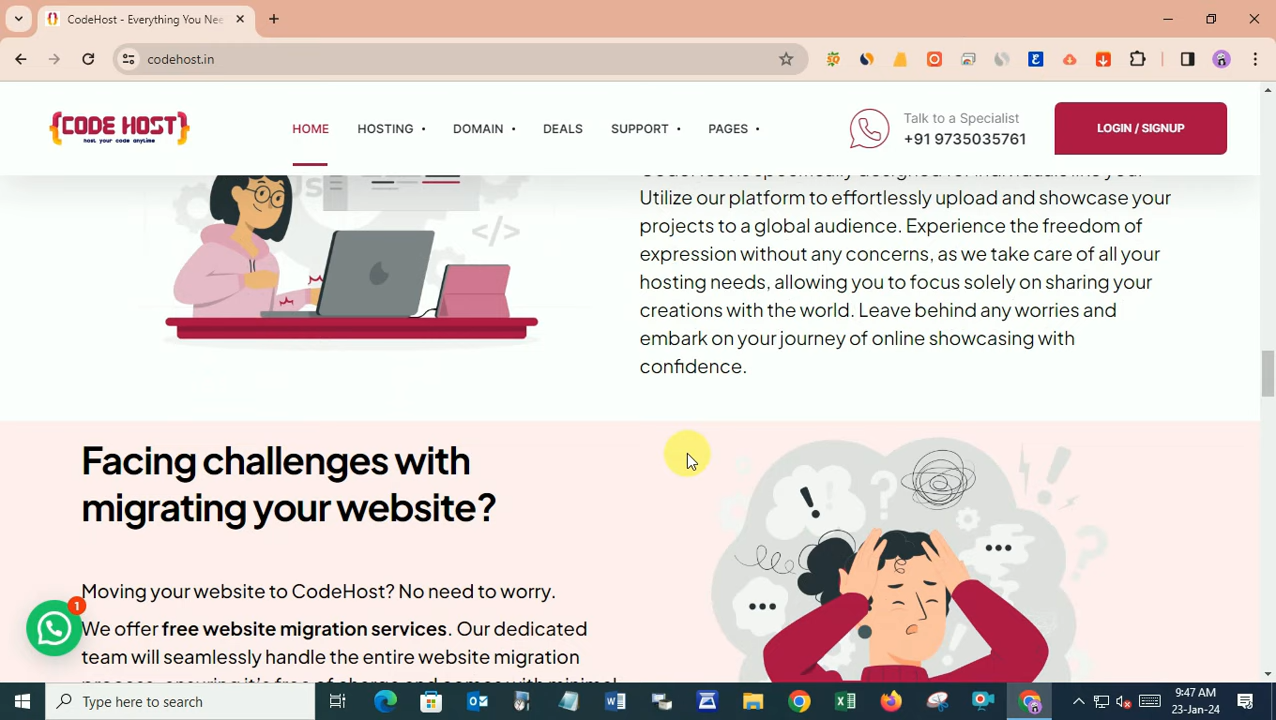 CodeHost - Everything You Nee
codehost.in
{CODE HOST}
host your code anytime
HOME
HOSTING
DOMAIN
DEALS
SUPPORT
PAGES
Talk to a Specialist
+91 9735035761
LOGIN / SIGNUP
Utilize our platform to effortlessly upload and showcase your
projects to a global audience. Experience the freedom of
expression without any concerns, as we take care of all your
hosting needs, allowing you to focus solely on sharing your
creations with the world. Leave behind any worries and
embark on your journey of online showcasing with
confidence.
Facing challenges with
migrating your website?
Moving your website to CodeHost? No need to worry.
We offer free website migration services. Our dedicated
team will seamlessly handle the entire website migration
1
Type here to search
9:47 AM
23-Jan-24